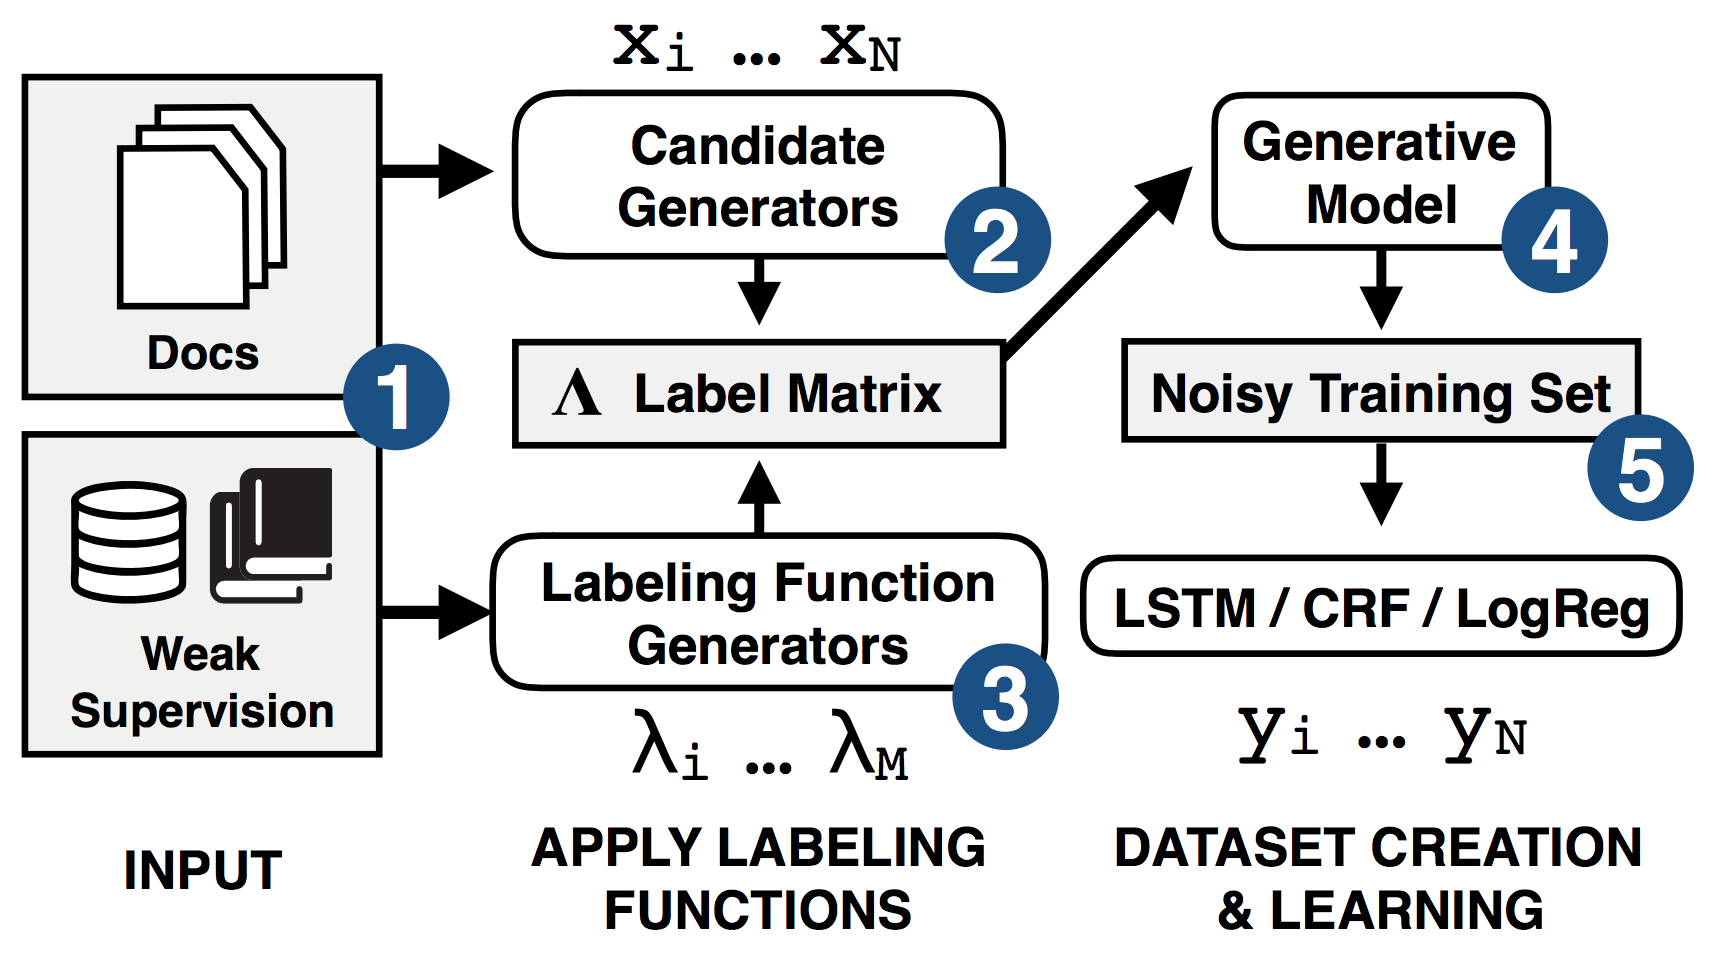 Docs
1
Weak
Supervision
INPUT
xi … xN
Candidate
Generators
2
Λ Label Matrix
Labeling Function
Generators
3
λi … λM
APPLY LABELING
FUNCTIONS
Generative
Model
4
Noisy Training Set
5
LSTM / CRF / LogReg
yi … yN
DATASET CREATION
& LEARNING